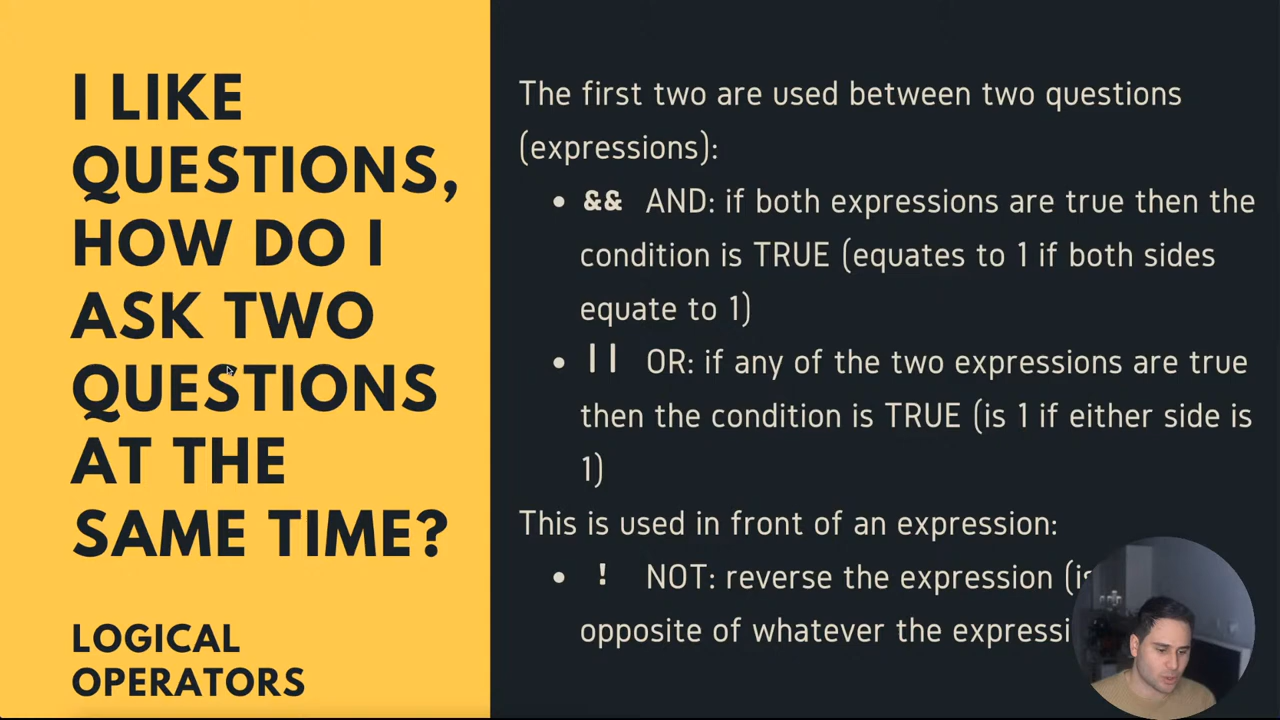 I LIKE
QUESTIONS,
HOW DO I
ASK TWO
QUESTIONS
AT THE
SAME TIME?
LOGICAL
OPERATORS
The first two are used between two questions
(expressions):
• && AND: if both expressions are true then the
condition is TRUE (equates to 1 if both sides
equate to 1)
• || OR: if any of the two expressions are true
then the condition is TRUE (is 1 if either side is
1)
This is used in front of an expression:
• ! NOT: reverse the expression
opposite of whatever the